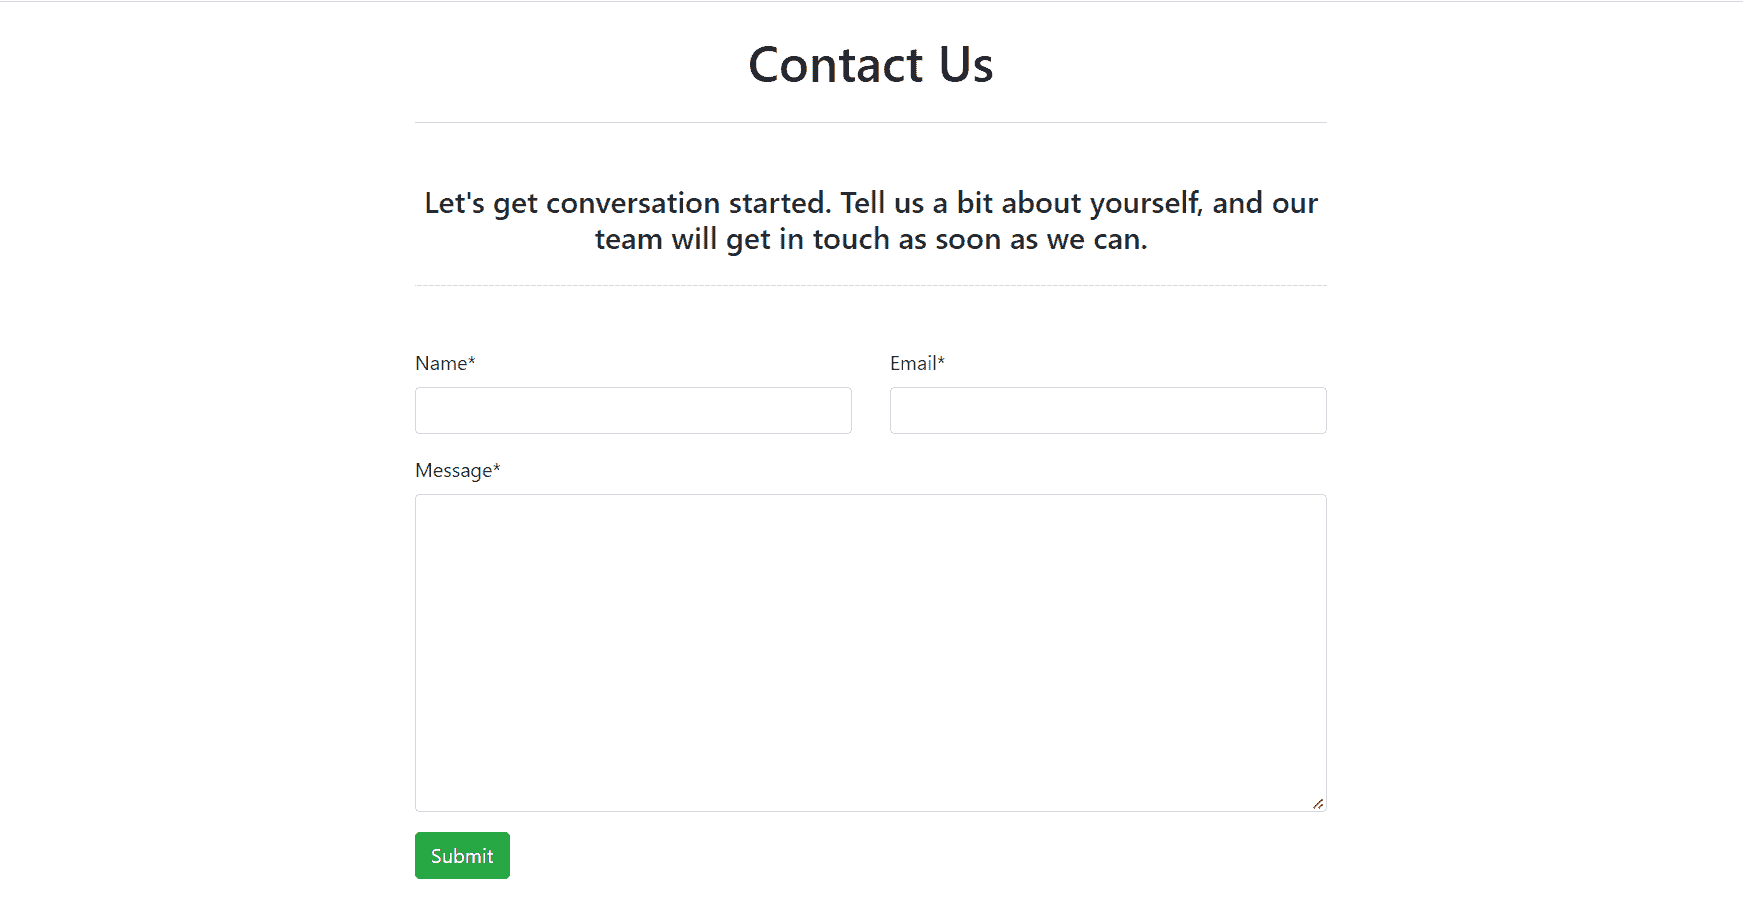 Contact Us
Let's get conversation started. Tell us a bit about yourself, and our
team will get in touch as soon as we can.
Name*
Email*
Message*
Submit